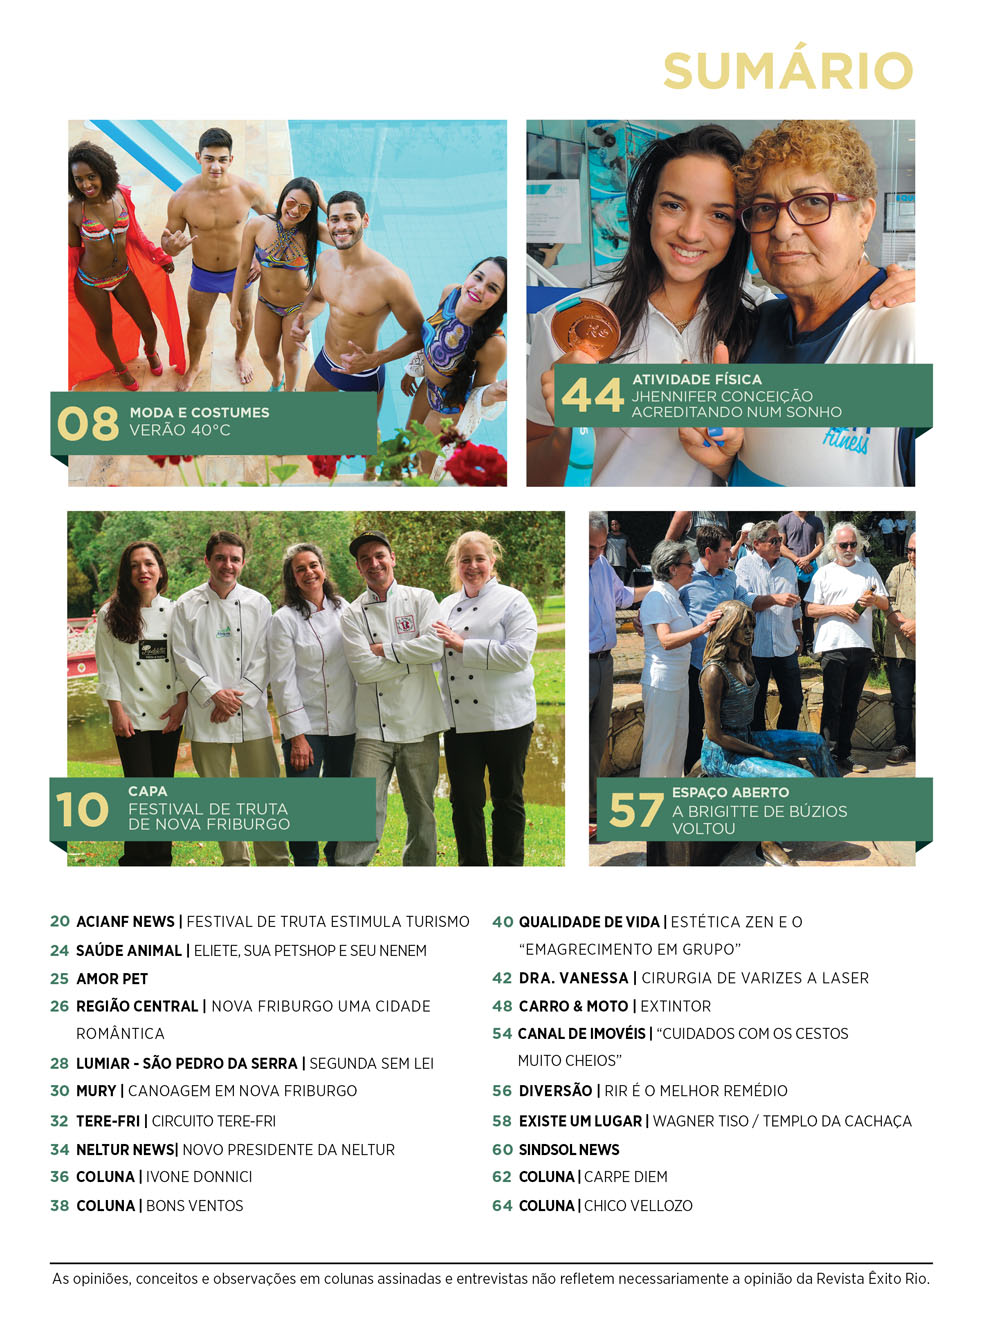 SUMÁRIO
08 MODA E COSTUMES
VERÃO 40°C
44 ATIVIDADE FÍSICA
JHENNIFER CONCEIÇÃO
ACREDITANDO NUM SONHO
Fitness
10 CAPA
FESTIVAL DE TRUTA
DE NOVA FRIBURGO
57 ESPAÇO ABERTO
A BRIGITTE DE BÚZIOS
VOLTOU
20 ACIANF NEWS | FESTIVAL DE TRUTA ESTIMULA TURISMO
24 SAÚDE ANIMAL | ELIETE, SUA PETSHOP E SEU NENEM
25 AMOR PET
26 REGIÃO CENTRAL | NOVA FRIBURGO UMA CIDADE
ROMÂNTICA
28 LUMIAR - SÃO PEDRO DA SERRA | SEGUNDA SEM LEI
30 MURY | CANOAGEM EM NOVA FRIBURGO
32 TERE-FRI | CIRCUITO TERE-FRI
34 NELTUR NEWS| NOVO PRESIDENTE DA NELTUR
36 COLUNA | IVONE DONNICI
38 COLUNA | BONS VENTOS
40 QUALIDADE DE VIDA | ESTÉTICA ZEN E O
“EMAGRECIMENTO EM GRUPO”
42 DRA. VANESSA | CIRURGIA DE VARIZES A LASER
48 CARRO & MOTO | EXTINTOR
54 CANAL DE IMOVÉIS | “CUIDADOS COM OS CESTOS
MUITO CHEIOS”
56 DIVERSÃO | RIR É O MELHOR REMÉDIO
58 EXISTE UM LUGAR | WAGNER TISO / TEMPLO DA CACHAÇA
60 SINDSOL NEWS
62 COLUNA | CARPE DIEM
64 COLUNA | CHICO VELLOZO
As opiniões, conceitos e observações em colunas assinadas e entrevistas não refletem necessariamente a opinião da Revista Êxito Rio.